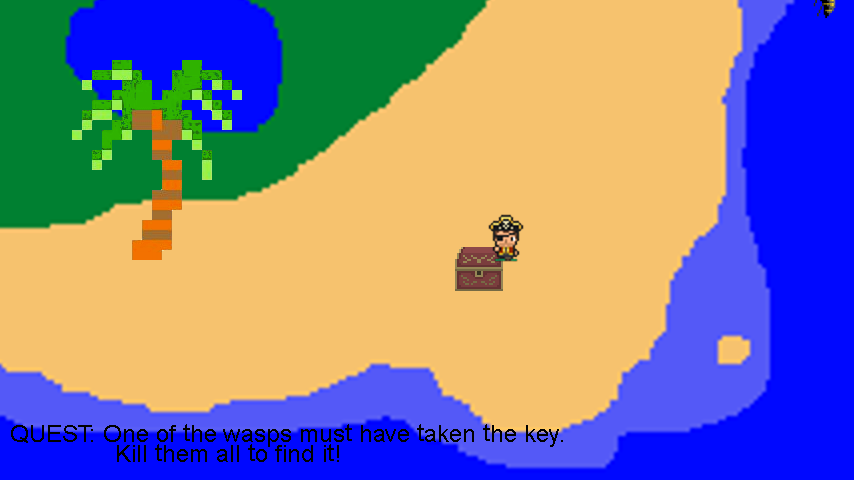 QUEST: One of the wasps must have taken the key.
Kill them all to find it!